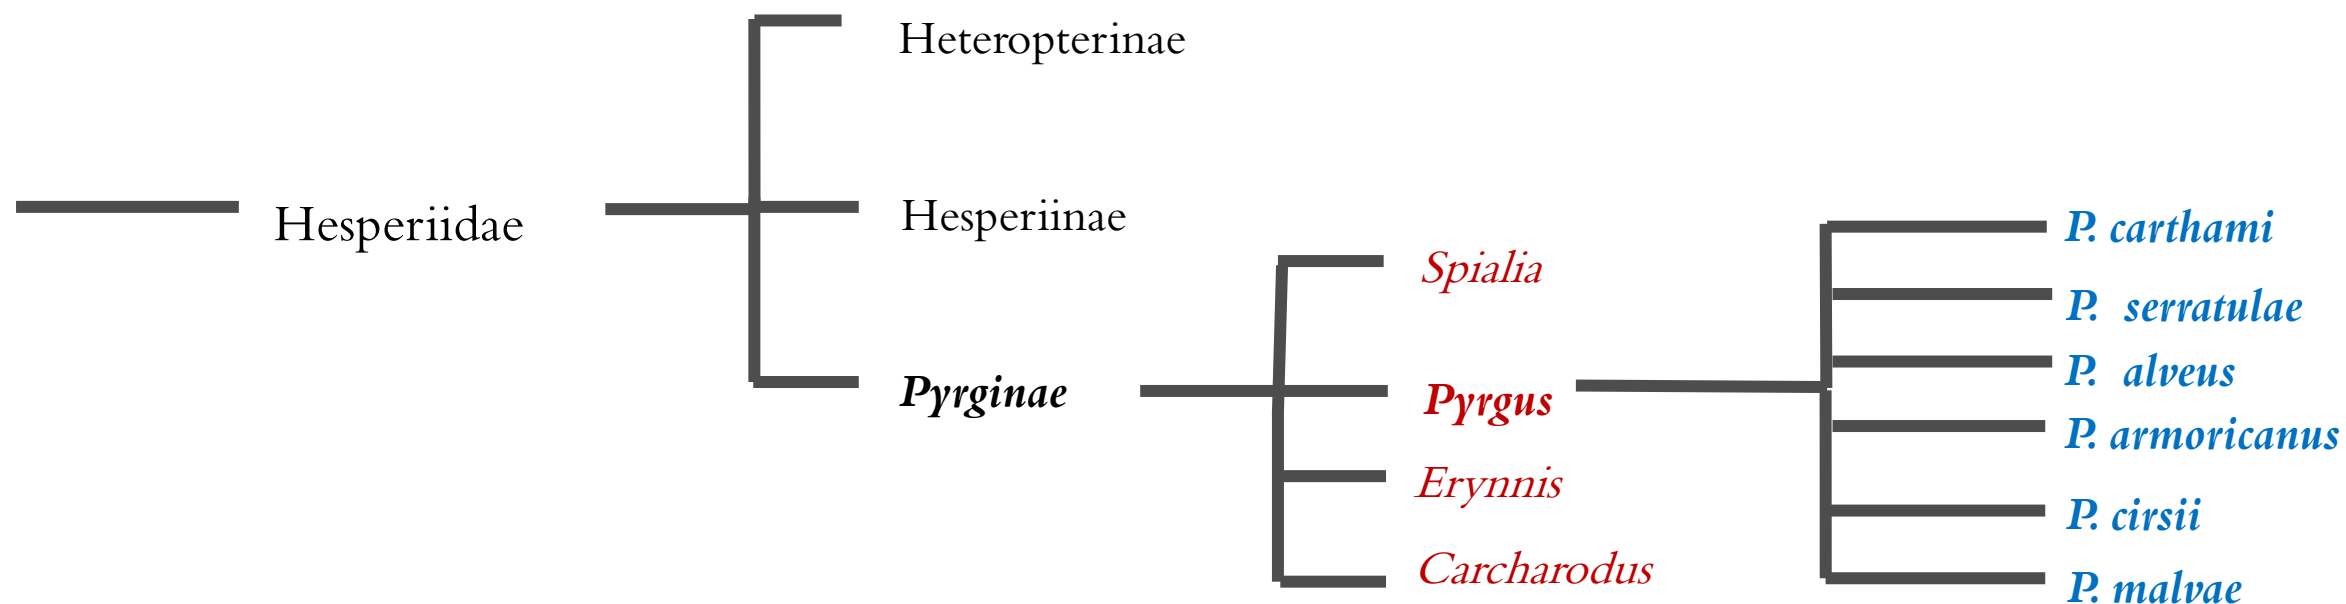 Heteropterinae
Hesperiidae
Hesperiinae
Pyrginae
Spialia
Pyrgus
Erynnis
Carcharodus
P. carthami
P. serratulae
P. alveus
P. armoricanus
P. cirsii
P. malvae